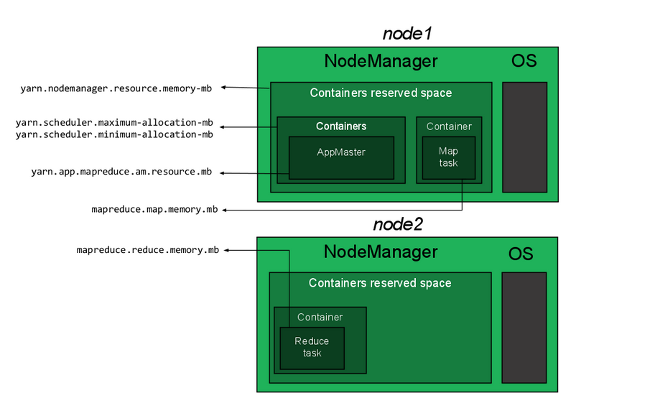 node1
NodeManager
OS
yarn.nodemanager.resource.memory-mb
Containers reserved space
yarn.scheduler.maximum-allocation-mb
yarn.scheduler.minimum-allocation-mb
Containers
Container
AppMaster
Map
task
yarn.app.mapreduce.am.resource.mb
mapreduce.map.memory.mb
node2
mapreduce.reduce.memory.mb
NodeManager
OS
Containers reserved space
Container
Reduce
task